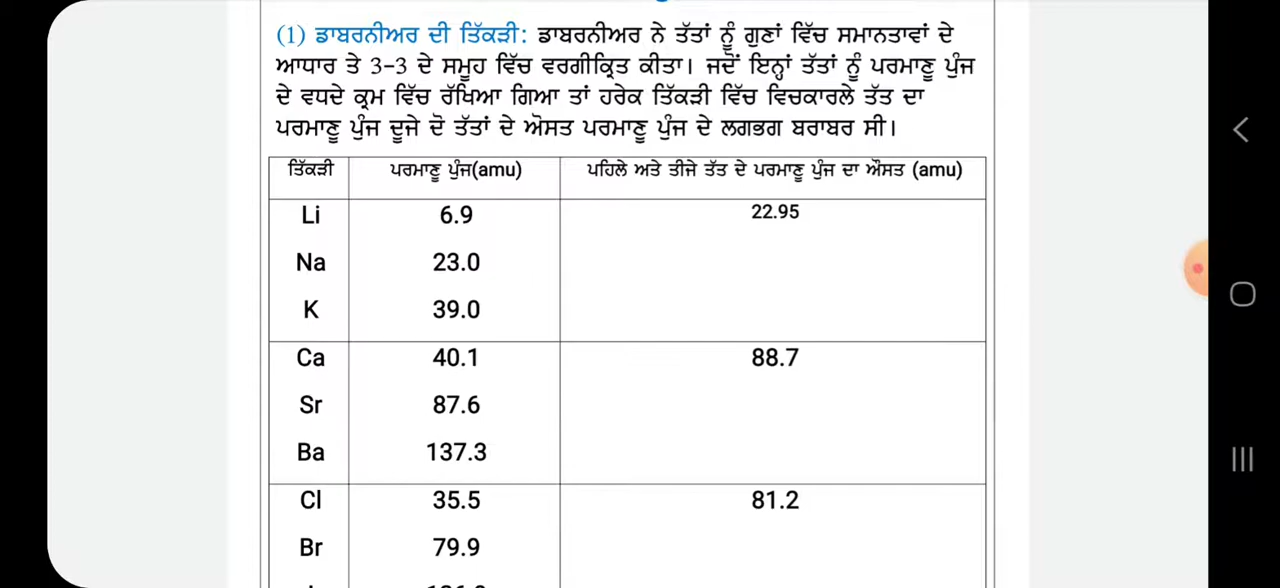 (1) ਡਾਬਰਨੀਅਰ ਦੀ ਤਿੱਕੜੀ: ਡਾਬਰਨੀਅਰ ਨੇ ਤੱਤਾਂ ਨੂੰ ਗੁਣਾਂ ਵਿੱਚ ਸਮਾਨਤਾਵਾਂ ਦੇ
ਆਧਾਰ ਤੇ 3-3 ਦੇ ਸਮੂਹ ਵਿੱਚ ਵਰਗੀਕ੍ਰਿਤ ਕੀਤਾ। ਜਦੋਂ ਇਨ੍ਹਾਂ ਤੱਤਾਂ ਨੂੰ ਪਰਮਾਣੂ ਪੁੰਜ
ਦੇ ਵਧਦੇ ਕ੍ਰਮ ਵਿੱਚ ਰੱਖਿਆ ਗਿਆ ਤਾਂ ਹਰੇਕ ਤਿੱਕੜੀ ਵਿੱਚ ਵਿਚਕਾਰਲੇ ਤੱਤ ਦਾ
ਪਰਮਾਣੂ ਪੁੰਜ ਦੂਜੇ ਦੋ ਤੱਤਾਂ ਦੇ ਔਸਤ ਪਰਮਾਣੂ ਪੁੰਜ ਦੇ ਲਗਭਗ ਬਰਾਬਰ ਸੀ।
ਤਿੱਕੜੀ ਪਰਮਾਣੂ ਪੁੰਜ(amu) ਪਹਿਲੇ ਅਤੇ ਤੀਜੇ ਤੱਤ ਦੇ ਪਰਮਾਣੂ ਪੁੰਜ ਦਾ ਔਸਤ (amu)
Li 6.9 22.95
Na 23.0
K 39.0
Ca 40.1 88.7
Sr 87.6
Ba 137.3
Cl 35.5 81.2
Br 79.9